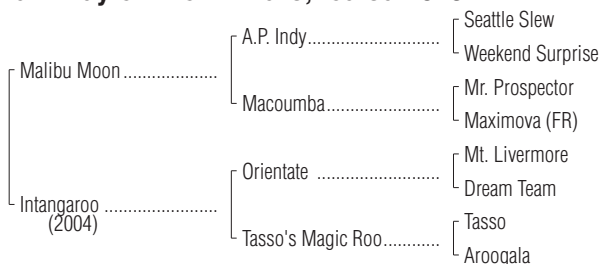 Seattle Slew
A.P. Indy
Weekend Surprise
Malibu Moon
Mr. Prospector
Macoumba
Maximova (FR)
Mt. Livermore
Orientate
Dream Team
Intangaroo
(2004)
Tasso
Tasso's Magic Roo
Aroogala